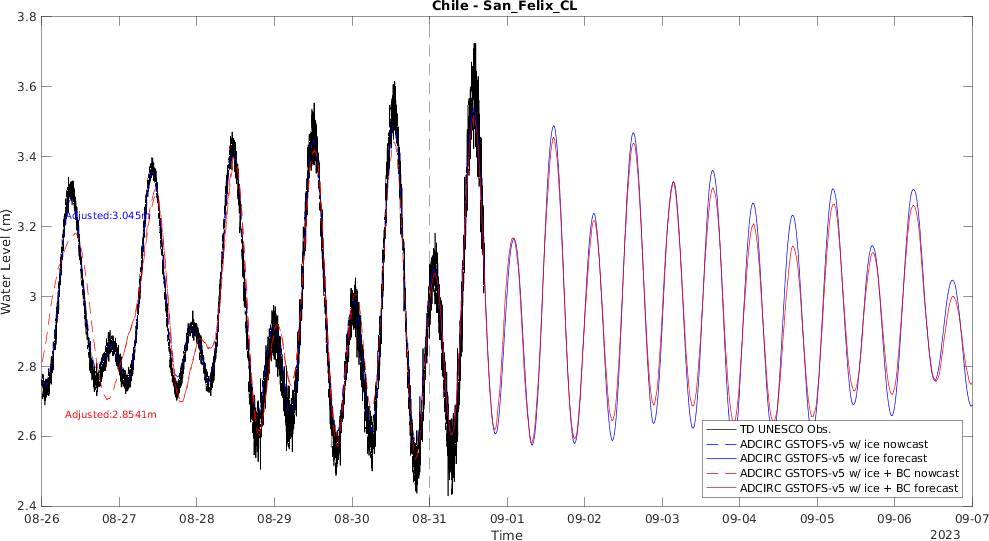 Chile - San_Felix_CL
3.8
3.6
3.4
3.2
3
2.8
2.6
2.4
Water Level (m)
Adjusted:3.045m
Adjusted:2.8541m
TD UNESCO Obs.
ADCIRC GSTOFS-v5 w/ ice nowcast
ADCIRC GSTOFS-v5 w/ ice forecast
ADCIRC GSTOFS-v5 w/ ice + BC nowcast
ADCIRC GSTOFS-v5 w/ ice + BC forecast
08-26 08-27 08-28 08-29 08-30 08-31 09-01 09-02 09-03 09-04 09-05 09-06 09-07
Time
2023